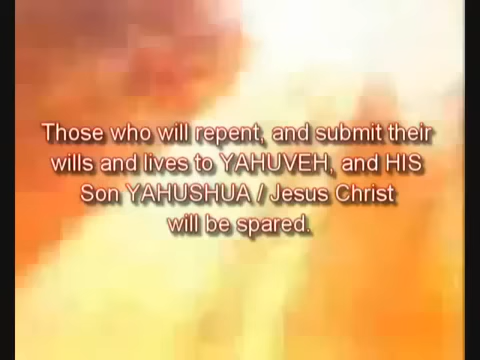 Those who will repent, and submit their
wills and lives to YAHUVEH, and HIS
Son YAHUSHUA / Jesus Christ
will be spared.